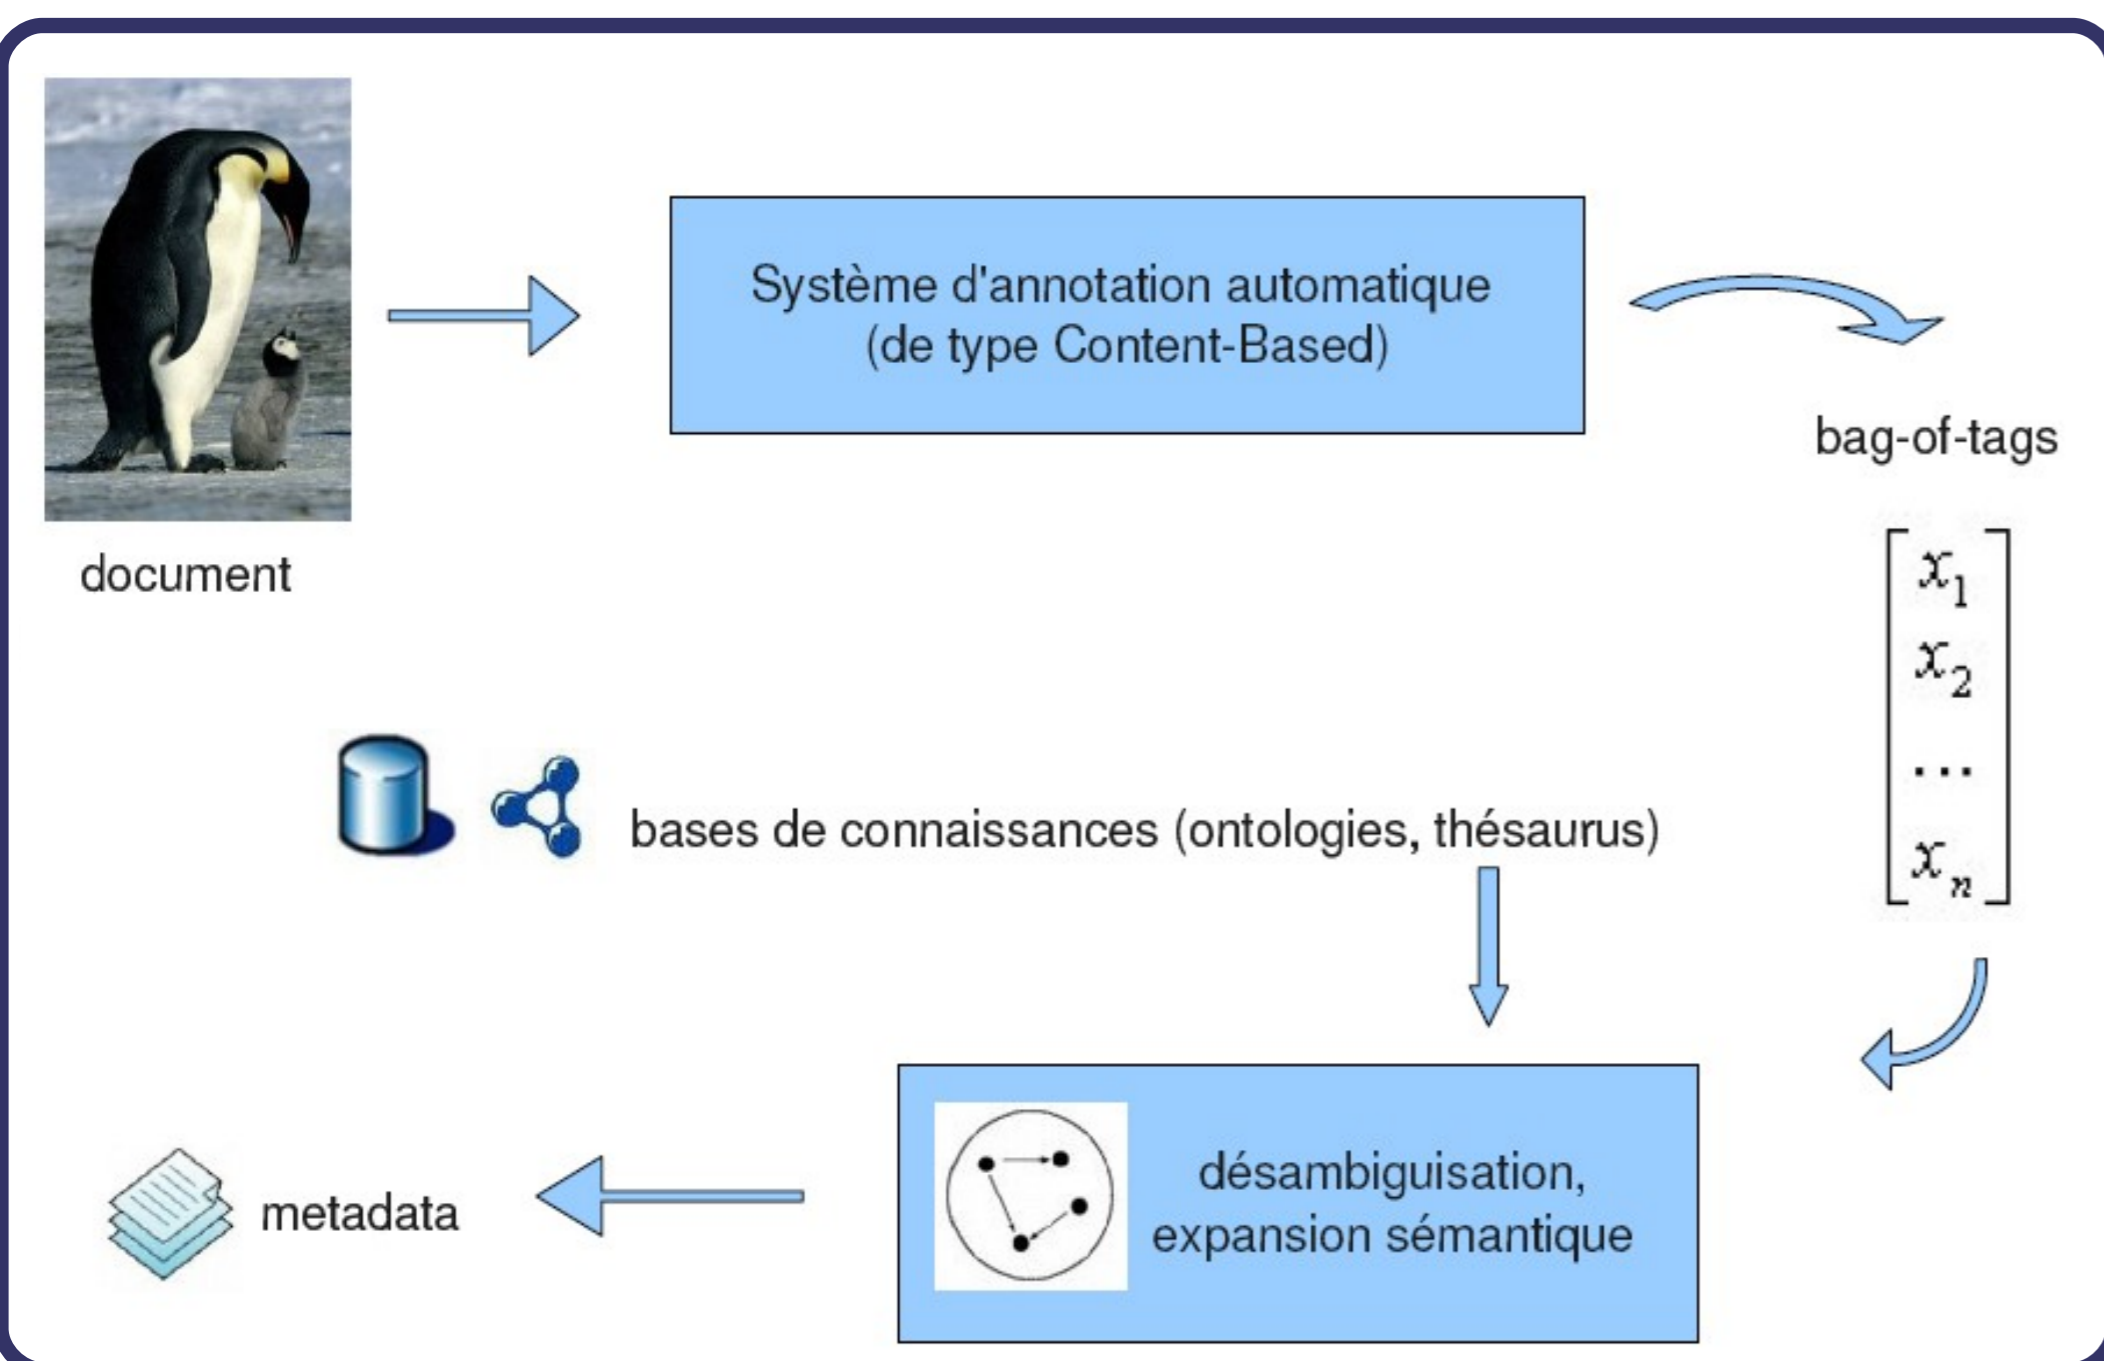 Système d'annotation automatique
(de type Content-Based)
bag-of-tags
document
x1
x2
...
xn
bases de connaissances (ontologies, thésaurus)
désambiguisation,
expansion sémantique
metadata